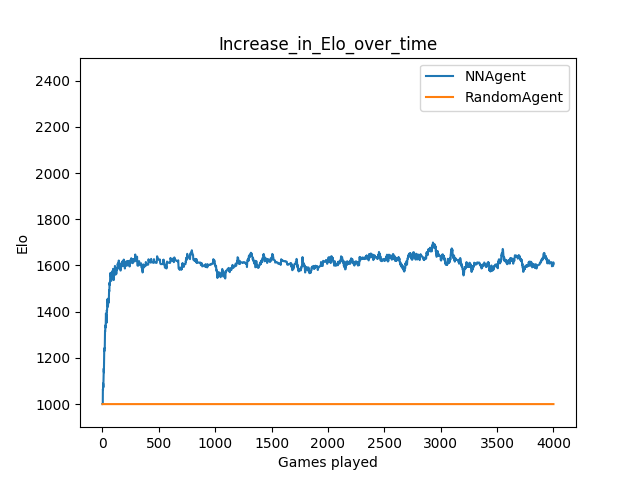 Increase_in_Elo_over_time
NNAgent
RandomAgent
2400
2200
2000
1800
1600
1400
1200
1000
Elo
0 500 1000 1500 2000 2500 3000 3500 4000
Games played